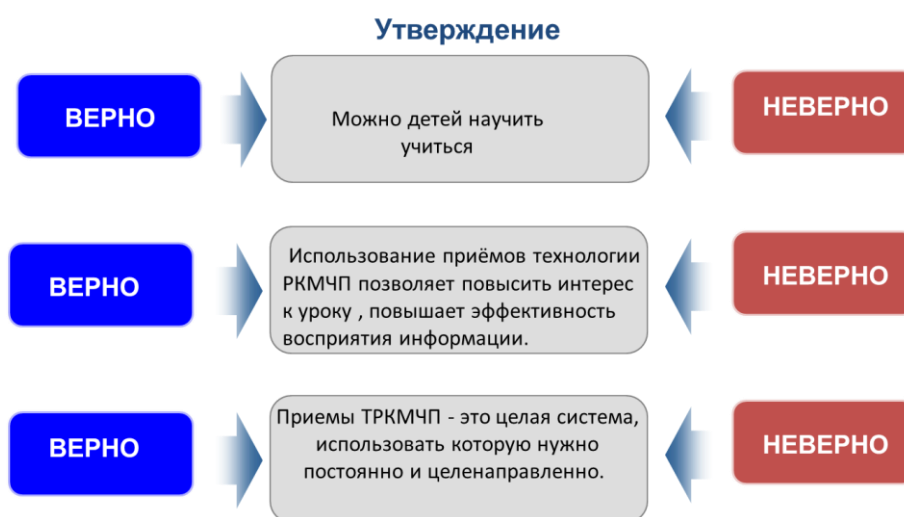 Утверждение
ВЕРНО
Можно детей научить
учиться
НЕВЕРНО
ВЕРНО
Использование приёмов технологии
РКМЧП позволяет повысить интерес
к уроку , повышает эффективность
восприятия информации.
НЕВЕРНО
ВЕРНО
Приемы ТРКМЧП - это целая система,
использовать которую нужно
постоянно и целенаправленно.
НЕВЕРНО